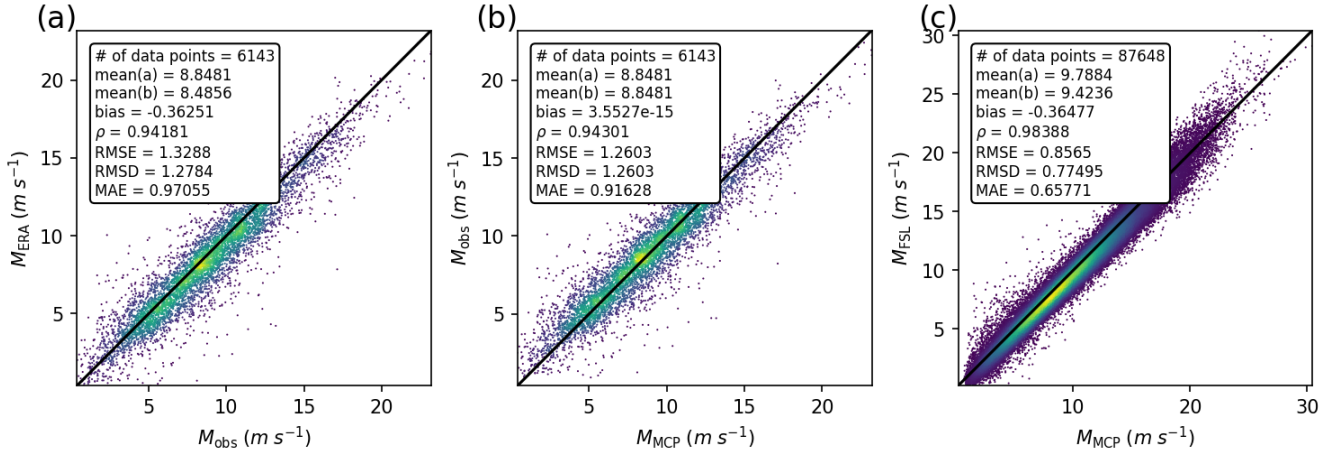 (a)
# of data points = 6143
mean(a) = 8.8481
mean(b) = 8.4856
bias = -0.36251
ρ = 0.94181
RMSE = 1.3288
RMSD = 1.2784
MAE = 0.97055
M_ERA (m s⁻¹)
20
15
10
5
5 10 15 20
M_obs (m s⁻¹)
(b)
# of data points = 6143
mean(a) = 8.8481
mean(b) = 8.8481
bias = 3.5527e-15
ρ = 0.94301
RMSE = 1.2603
RMSD = 1.2603
MAE = 0.91628
M_obs (m s⁻¹)
20
15
10
5
5 10 15 20
M_MCP (m s⁻¹)
(c)
# of data points = 87648
mean(a) = 9.7884
mean(b) = 9.4236
bias = -0.36477
ρ = 0.98388
RMSE = 0.8565
RMSD = 0.77495
MAE = 0.65771
M_FSL (m s⁻¹)
30
25
20
15
10
5
10 20 30
M_MCP (m s⁻¹)